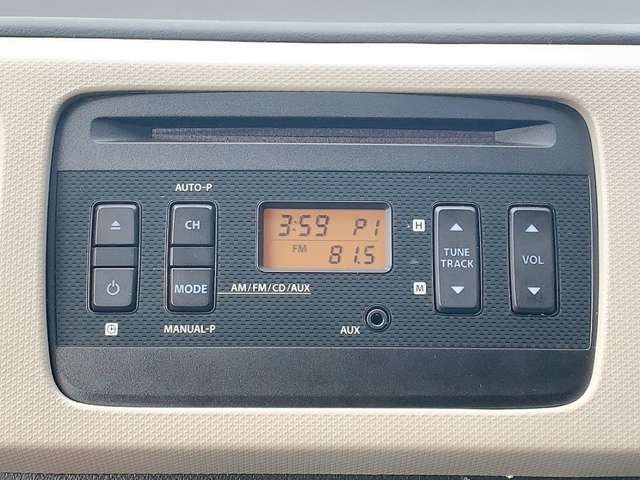 AUTO-P
CH
3:59 P1
H
TUNE
TRACK
VOL
FM 81.5
MODE
AM/FM/CD/AUX
M
MANUAL-P
AUX